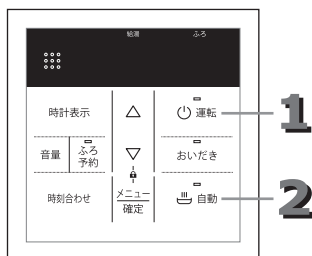 給湯 ふろ
時計表示 △ 運転 1
音量 ふろ予約 ▽ おいだき
時刻合わせ メニュー 自動 2
確定